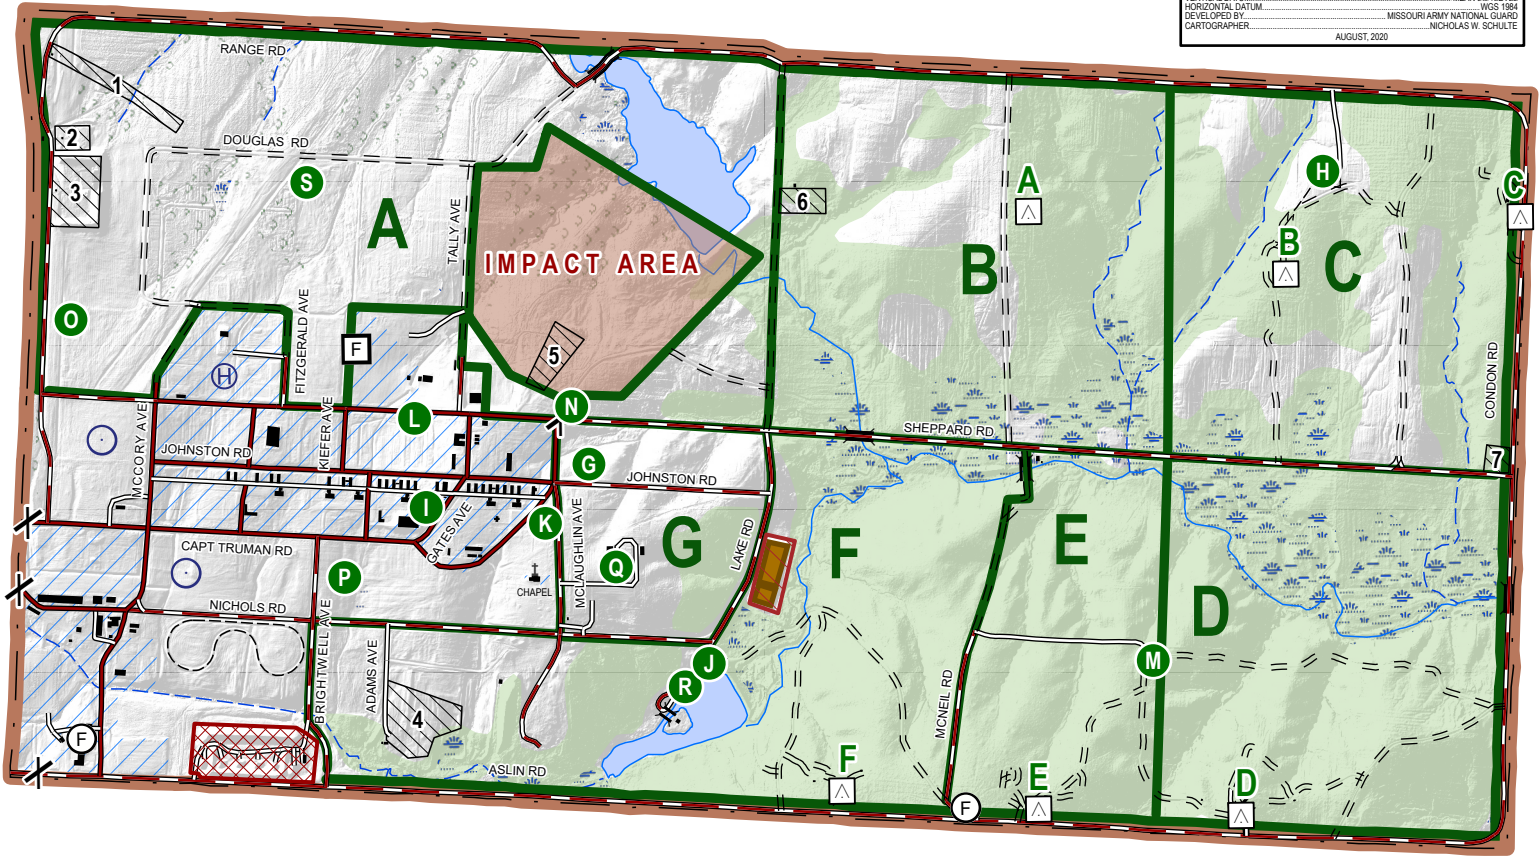 HORIZONTAL DATUM WGS 1984
DEVELOPED BY MISSOURI ARMY NATIONAL GUARD
CARTOGRAPHER NICHOLAS W. SCHULTE
AUGUST, 2020
RANGE RD
1
2
DOUGLAS RD
3
S
A
TALLY AVE
IMPACT AREA
6
A
B
H
C
B
C
O
FITZGERALD AVE
F
5
H
L
N
CONDON RD
SHEPPARD RD
MCCORY AVE
KIEFER AVE
JOHNSTON RD
G
JOHNSTON RD
7
I
GATES AVE
K
MCLAUGHLIN AVE
G
LAKE RD
F
E
CAPT TRUMAN RD
P
Q
CHAPEL
D
NICHOLS RD
BRIGHTWELL AVE
ADAMS AVE
J
R
M
MCNEIL RD
4
F
ASLIN RD
F
F
E
D